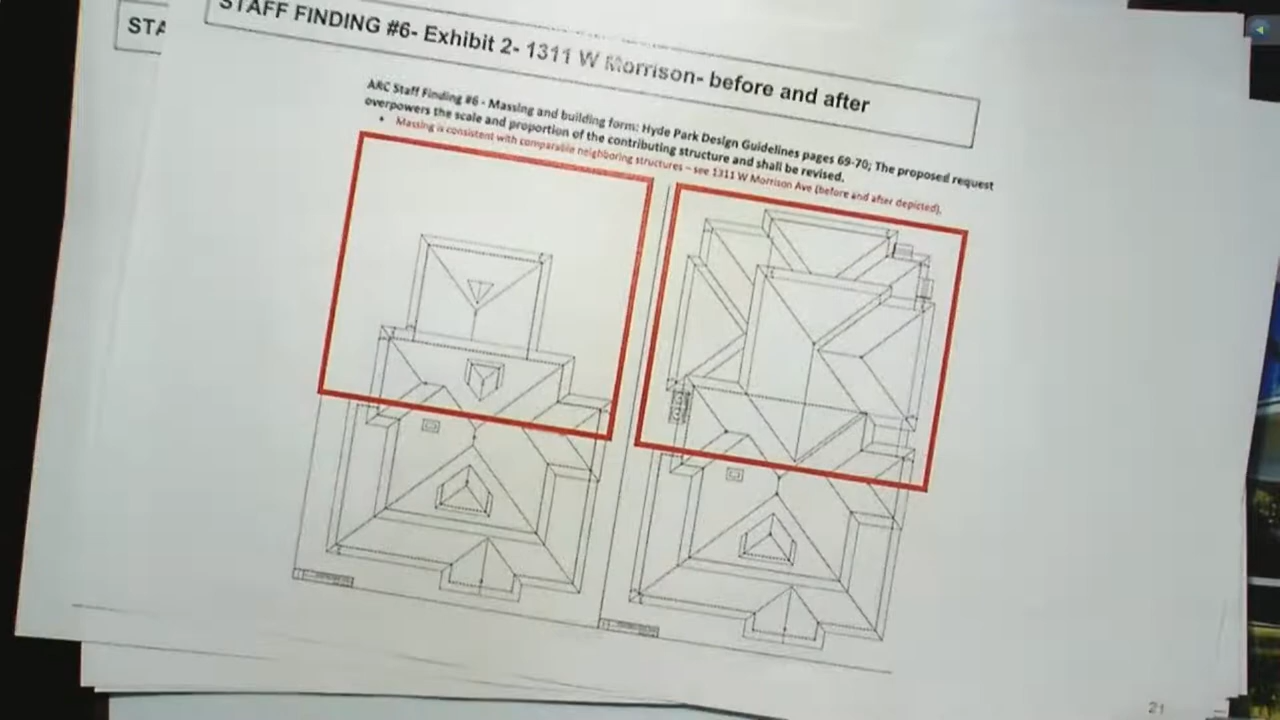 STA
STAFF FINDING #6- Exhibit 2- 1311 W Morrison- before and after
ARC Staff Finding #6 - Massing and building form: Hyde Park Design Guidelines pages 69-70; The proposed request
overpowers the scale and proportion of the contributing structure and shall be revised.
• Massing is consistent with comparable neighboring structures – see 1311 W Morrison Ave (before and after depicted).
21